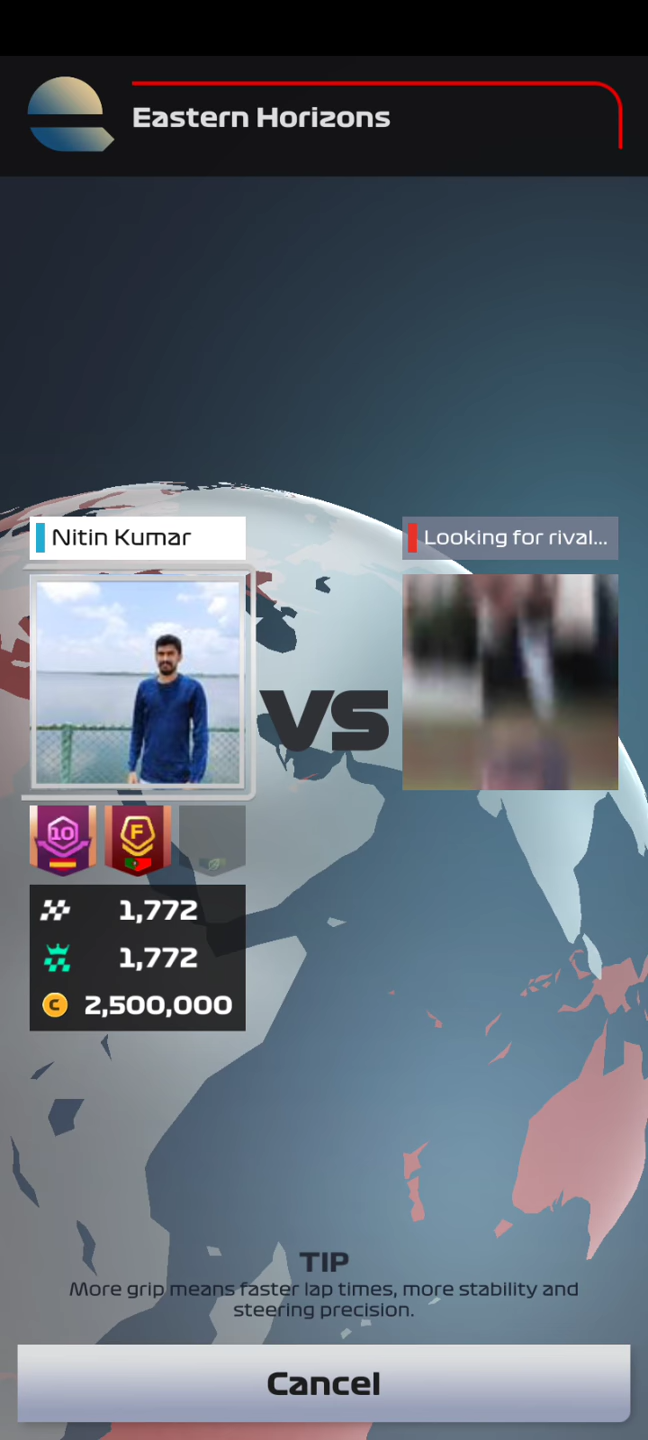 Eastern Horizons
Nitin Kumar
Looking for rival...
VS
10
F
1,772
1,772
C 2,500,000
TIP
More grip means faster lap times, more stability and
steering precision.
Cancel